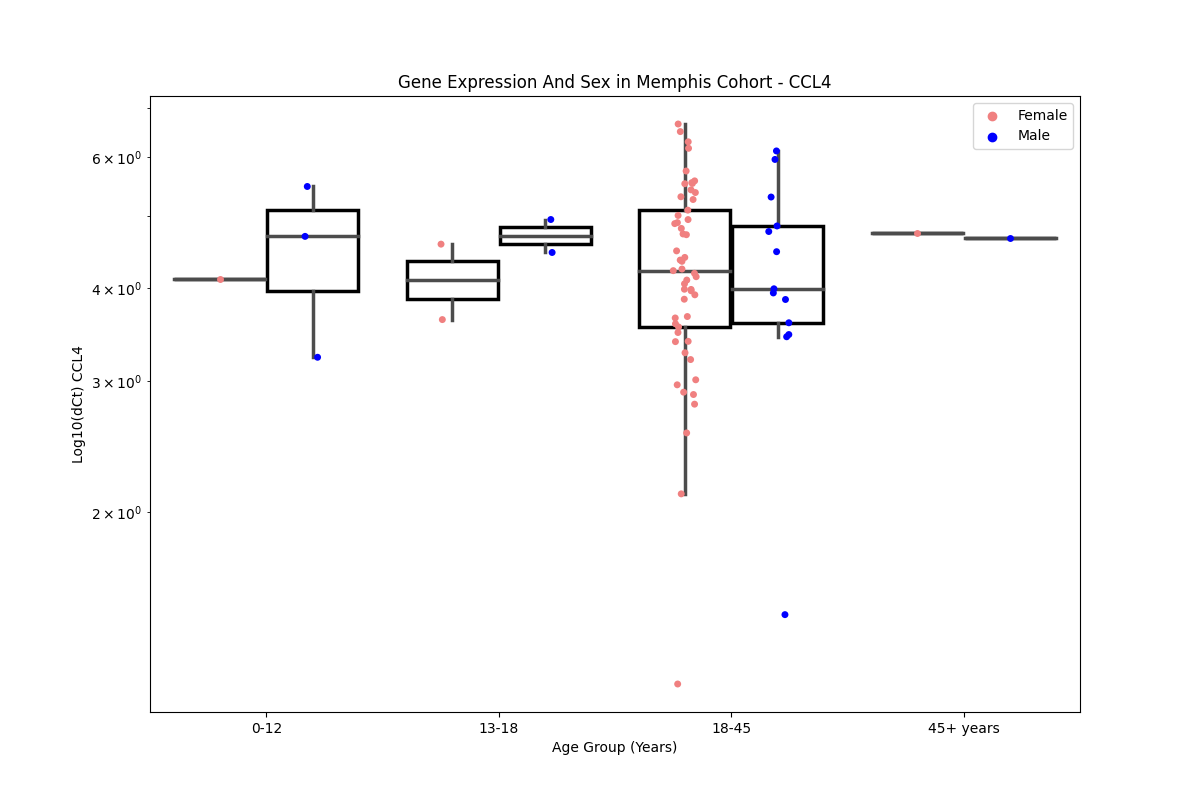 Gene Expression And Sex in Memphis Cohort - CCL4
Female
Male
6 × 10⁰
4 × 10⁰
3 × 10⁰
2 × 10⁰
Log10(dCt) CCL4
0-12
13-18
18-45
45+ years
Age Group (Years)